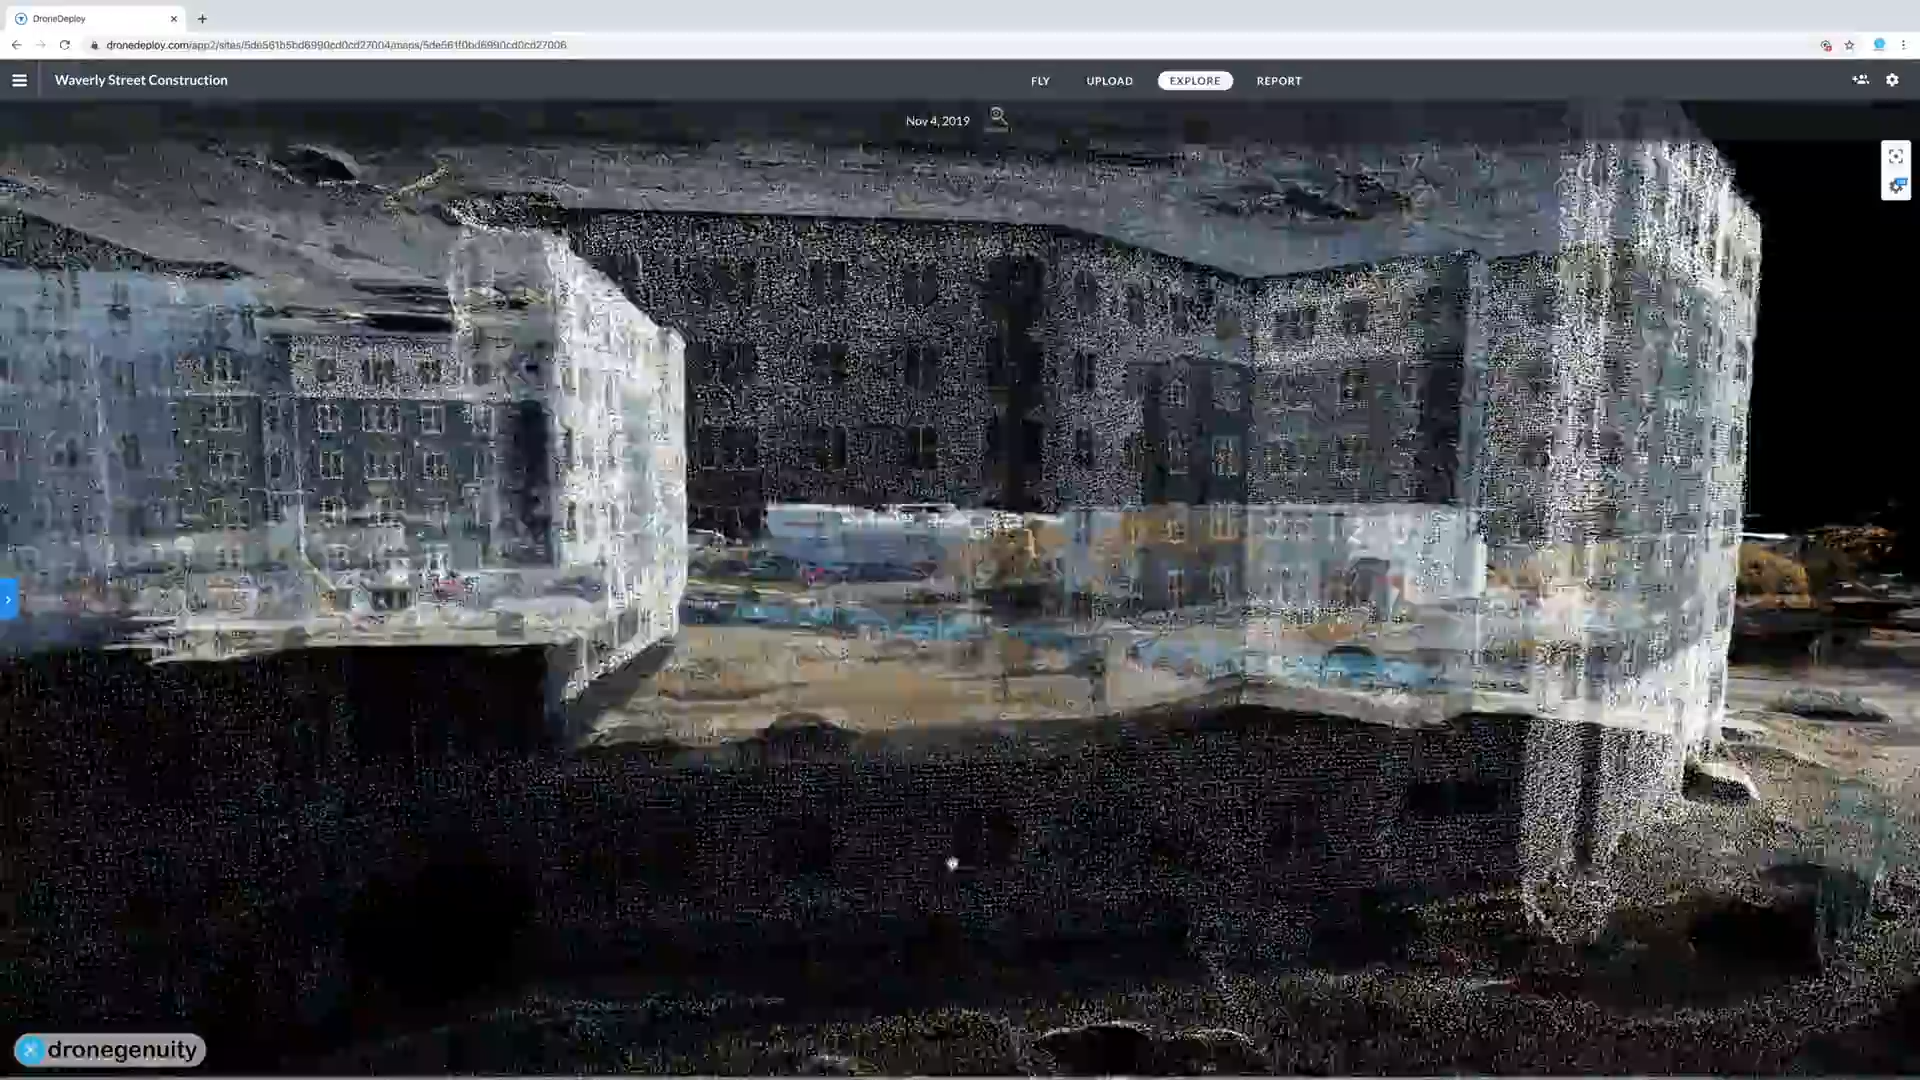 DroneDeploy
dronedeploy.com/app2/sites/5de561b5bd6990cd0cd27004/maps/5de561f0bd6990cd0cd27006
Waverly Street Construction
FLY
UPLOAD
EXPLORE
REPORT
Nov 4, 2019
dronegenuity